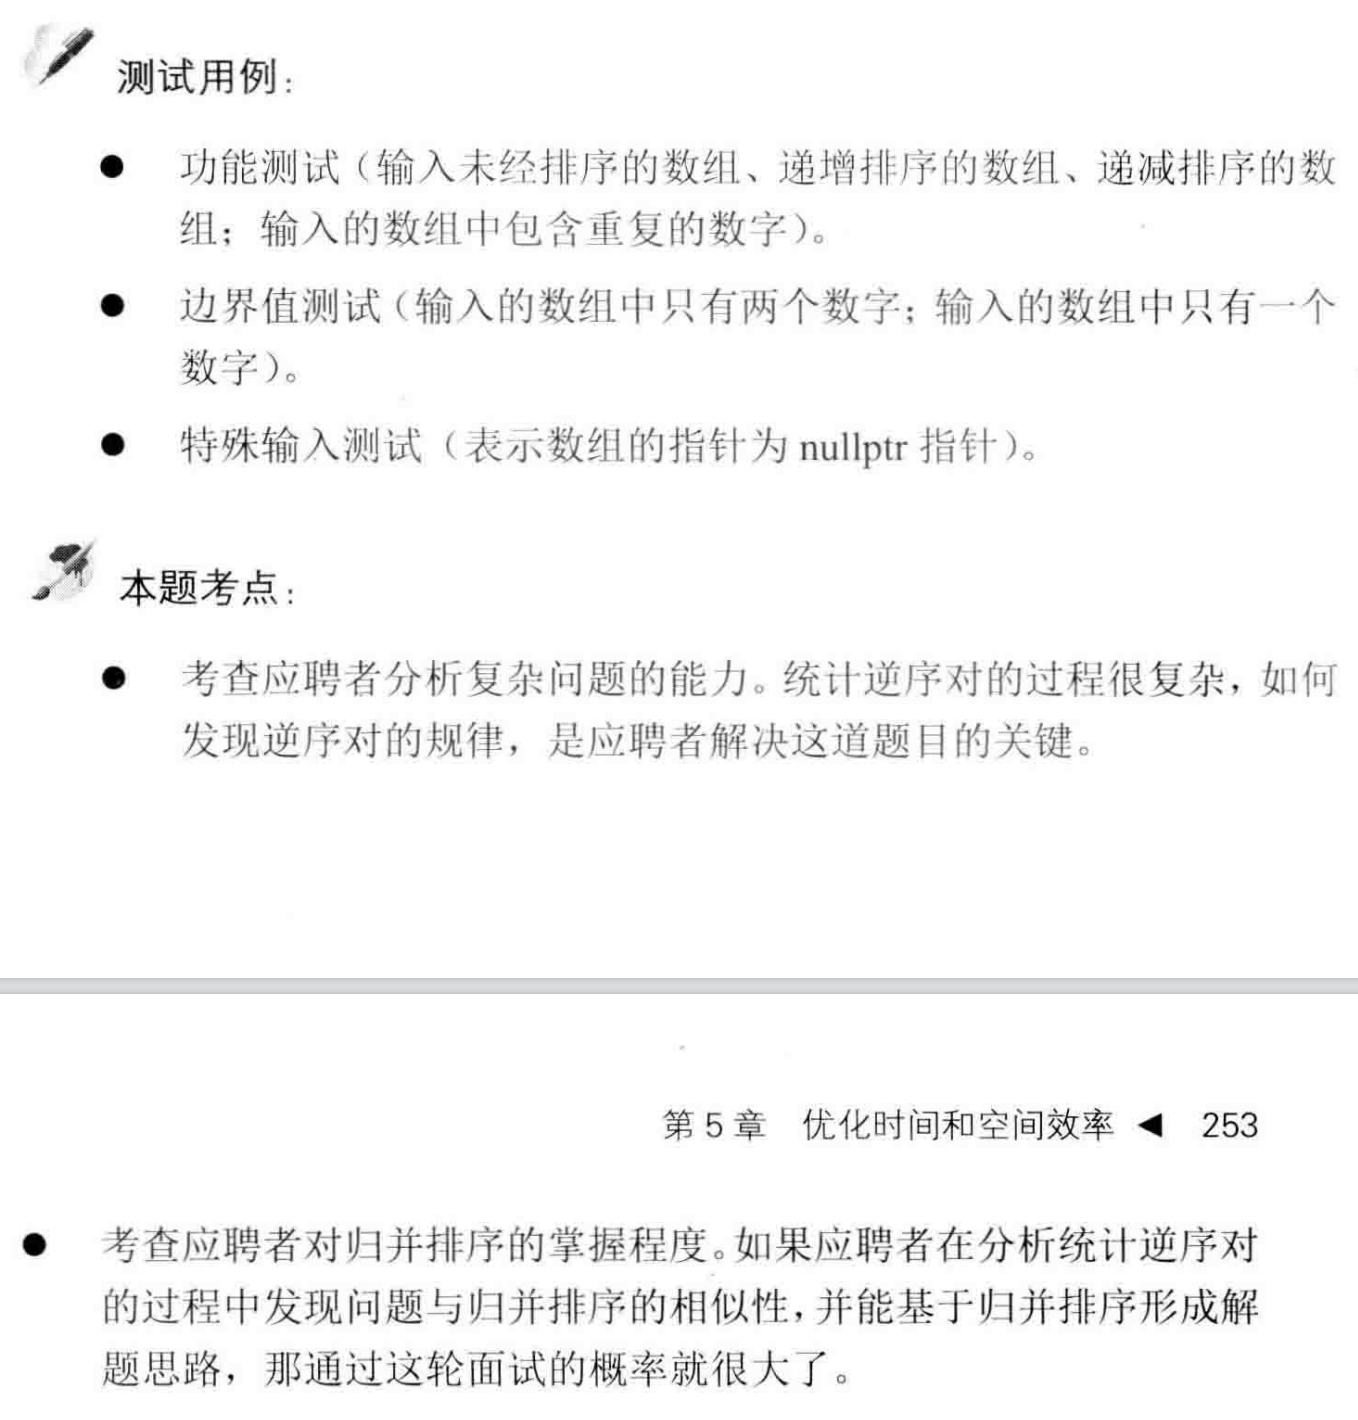 测试用例：
● 功能测试（输入未经排序的数组、递增排序的数组、递减排序的数
组；输入的数组中包含重复的数字）。
● 边界值测试（输入的数组中只有两个数字；输入的数组中只有一个
数字）。
● 特殊输入测试（表示数组的指针为 nullptr 指针）。
本题考点：
● 考查应聘者分析复杂问题的能力。统计逆序对的过程很复杂，如何
发现逆序对的规律，是应聘者解决这道题目的关键。
第 5 章 优化时间和空间效率 ◀ 253
● 考查应聘者对归并排序的掌握程度。如果应聘者在分析统计逆序对
的过程中发现问题与归并排序的相似性，并能基于归并排序形成解
题思路，那通过这轮面试的概率就很大了。